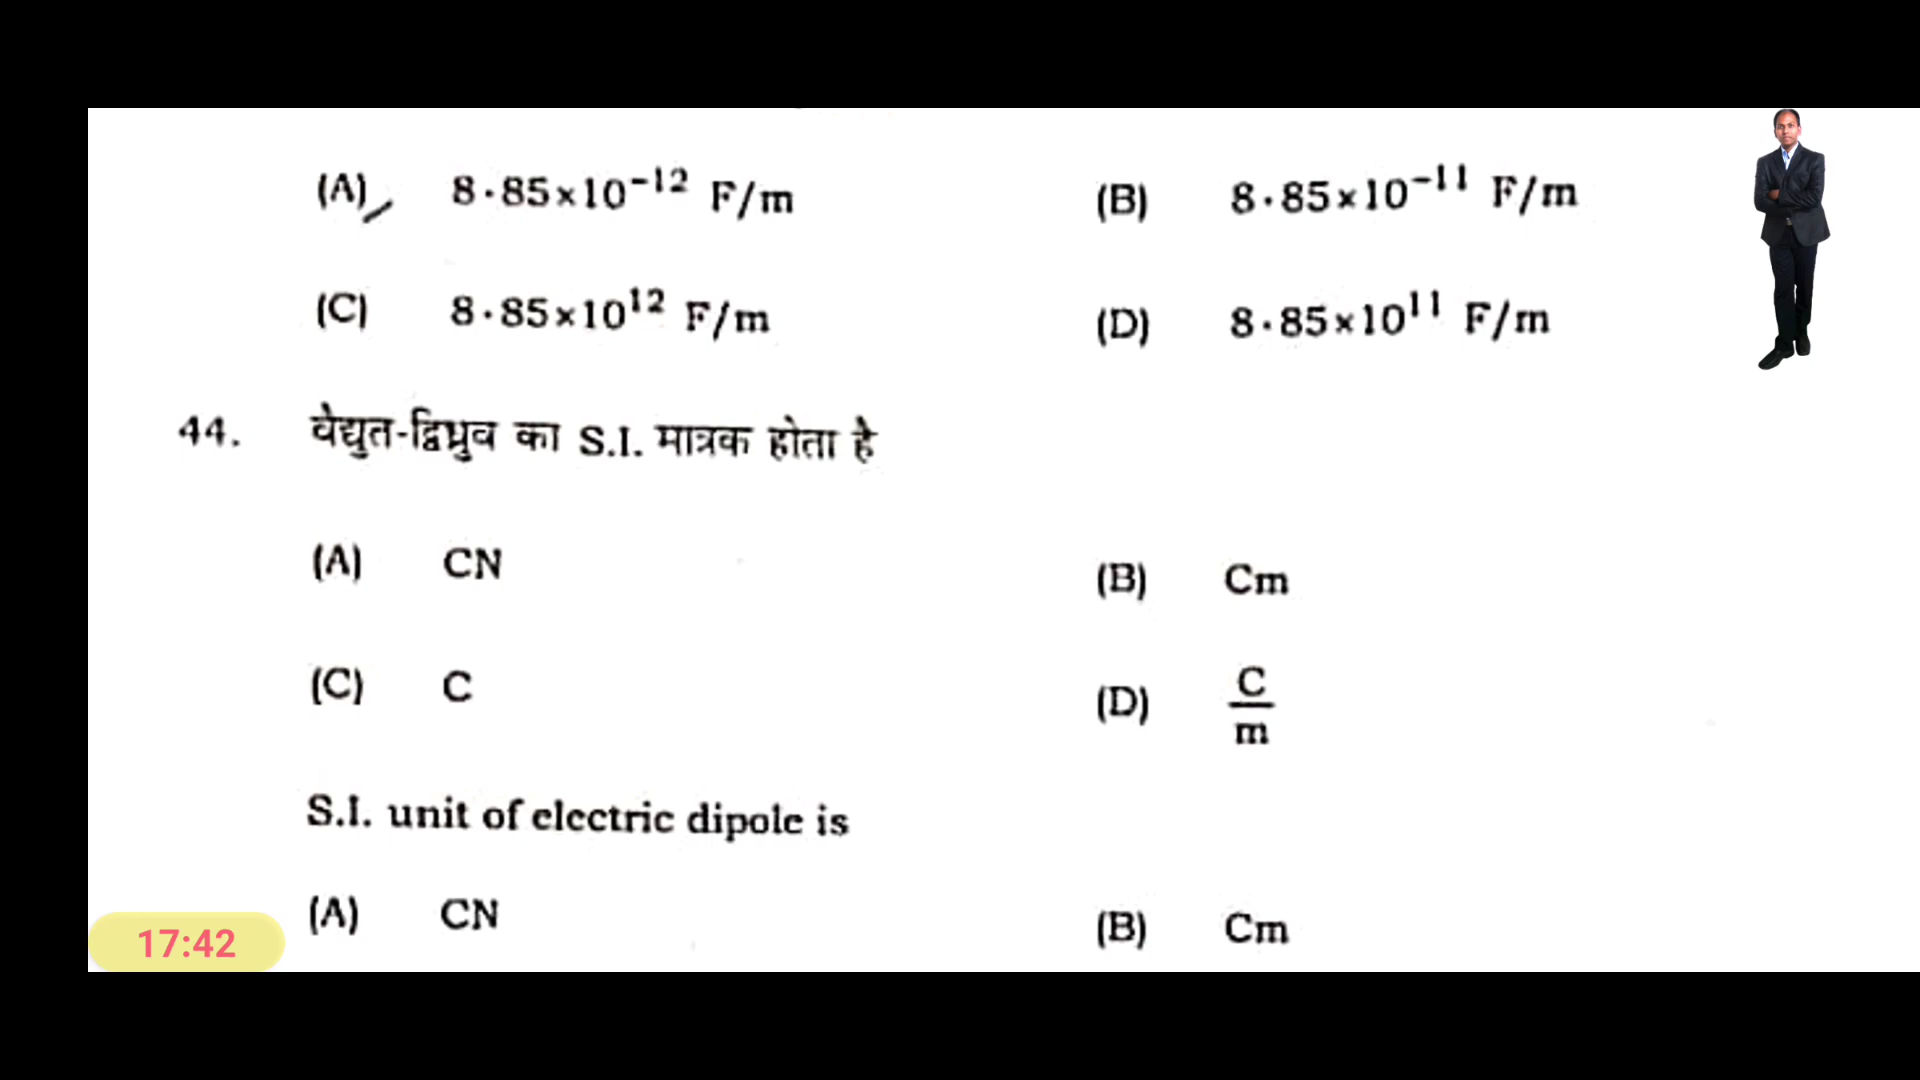 (A) 8·85×10⁻¹² F/m (B) 8·85×10⁻¹¹ F/m
(C) 8·85×10¹² F/m (D) 8·85×10¹¹ F/m
44. वैद्युत-द्विध्रुव का S.I. मात्रक होता है
(A) CN (B) Cm
(C) C (D) C/m
S.I. unit of electric dipole is
(A) CN (B) Cm
17:42